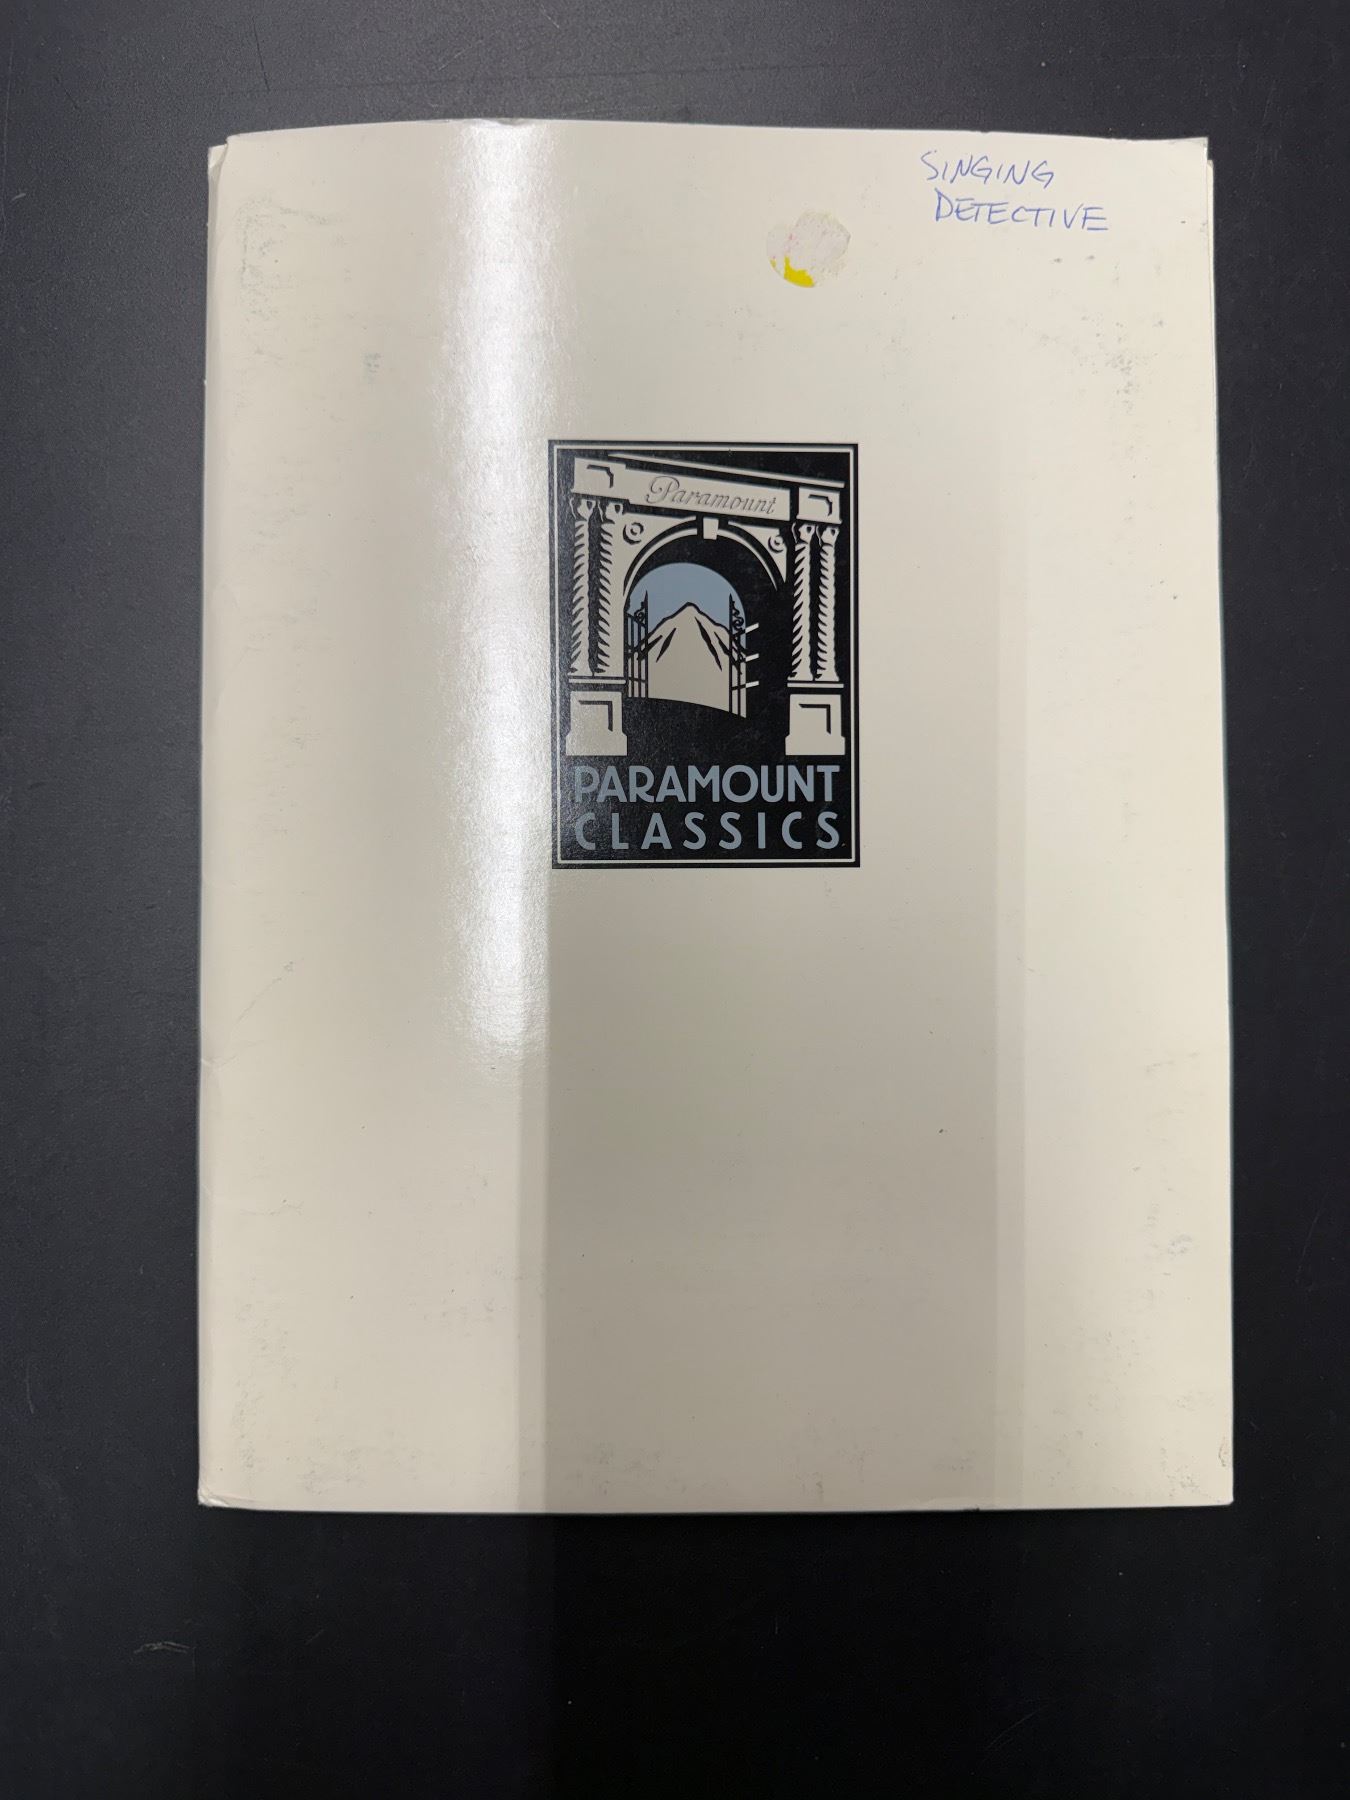 SINGING
DETECTIVE
Paramount
PARAMOUNT
CLASSICS